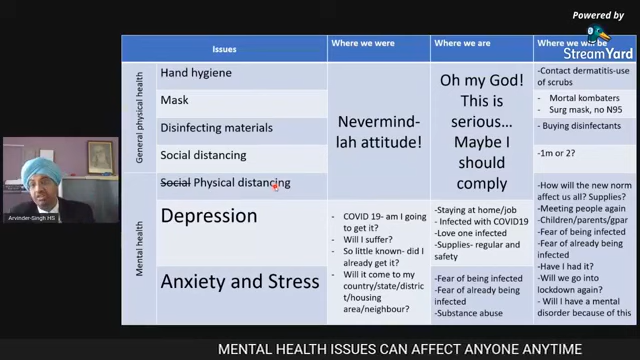 Powered by
StreamYard
Issues
Where we were
Where we are
Where we will be
General physical health
Hand hygiene
Mask
Disinfecting materials
Social distancing
Nevermind-
lah attitude!
Oh my God!
This is
serious...
Maybe I
should
comply
-Contact dermatitis-use
of scrubs
- Mortal kombaters
- Surg mask, no N95
- Buying disinfectants
-1m or 2?
Mental health
Social Physical distancing
Depression
Anxiety and Stress
- COVID 19- am I going
to get it?
- Will I suffer?
- So little known- did I
already get it?
- Will it come to my
country/state/distric
t/housing
area/neighbour?
-Staying at home/job
- Infected with COVID19
-Love one infected
-Supplies- regular and
safety
-Fear of being infected
-Fear of already being
infected
-Substance abuse
-How will the new norm
affect us all? Supplies?
-Meeting people again
-Children/parents/gpar
-Fear of being infected
-Fear of already being
infected
-Have I had it?
-Will we go into
lockdown again?
- Will I have a mental
disorder because of this
Arvinder-Singh HS
MENTAL HEALTH ISSUES CAN AFFECT ANYONE ANYTIME